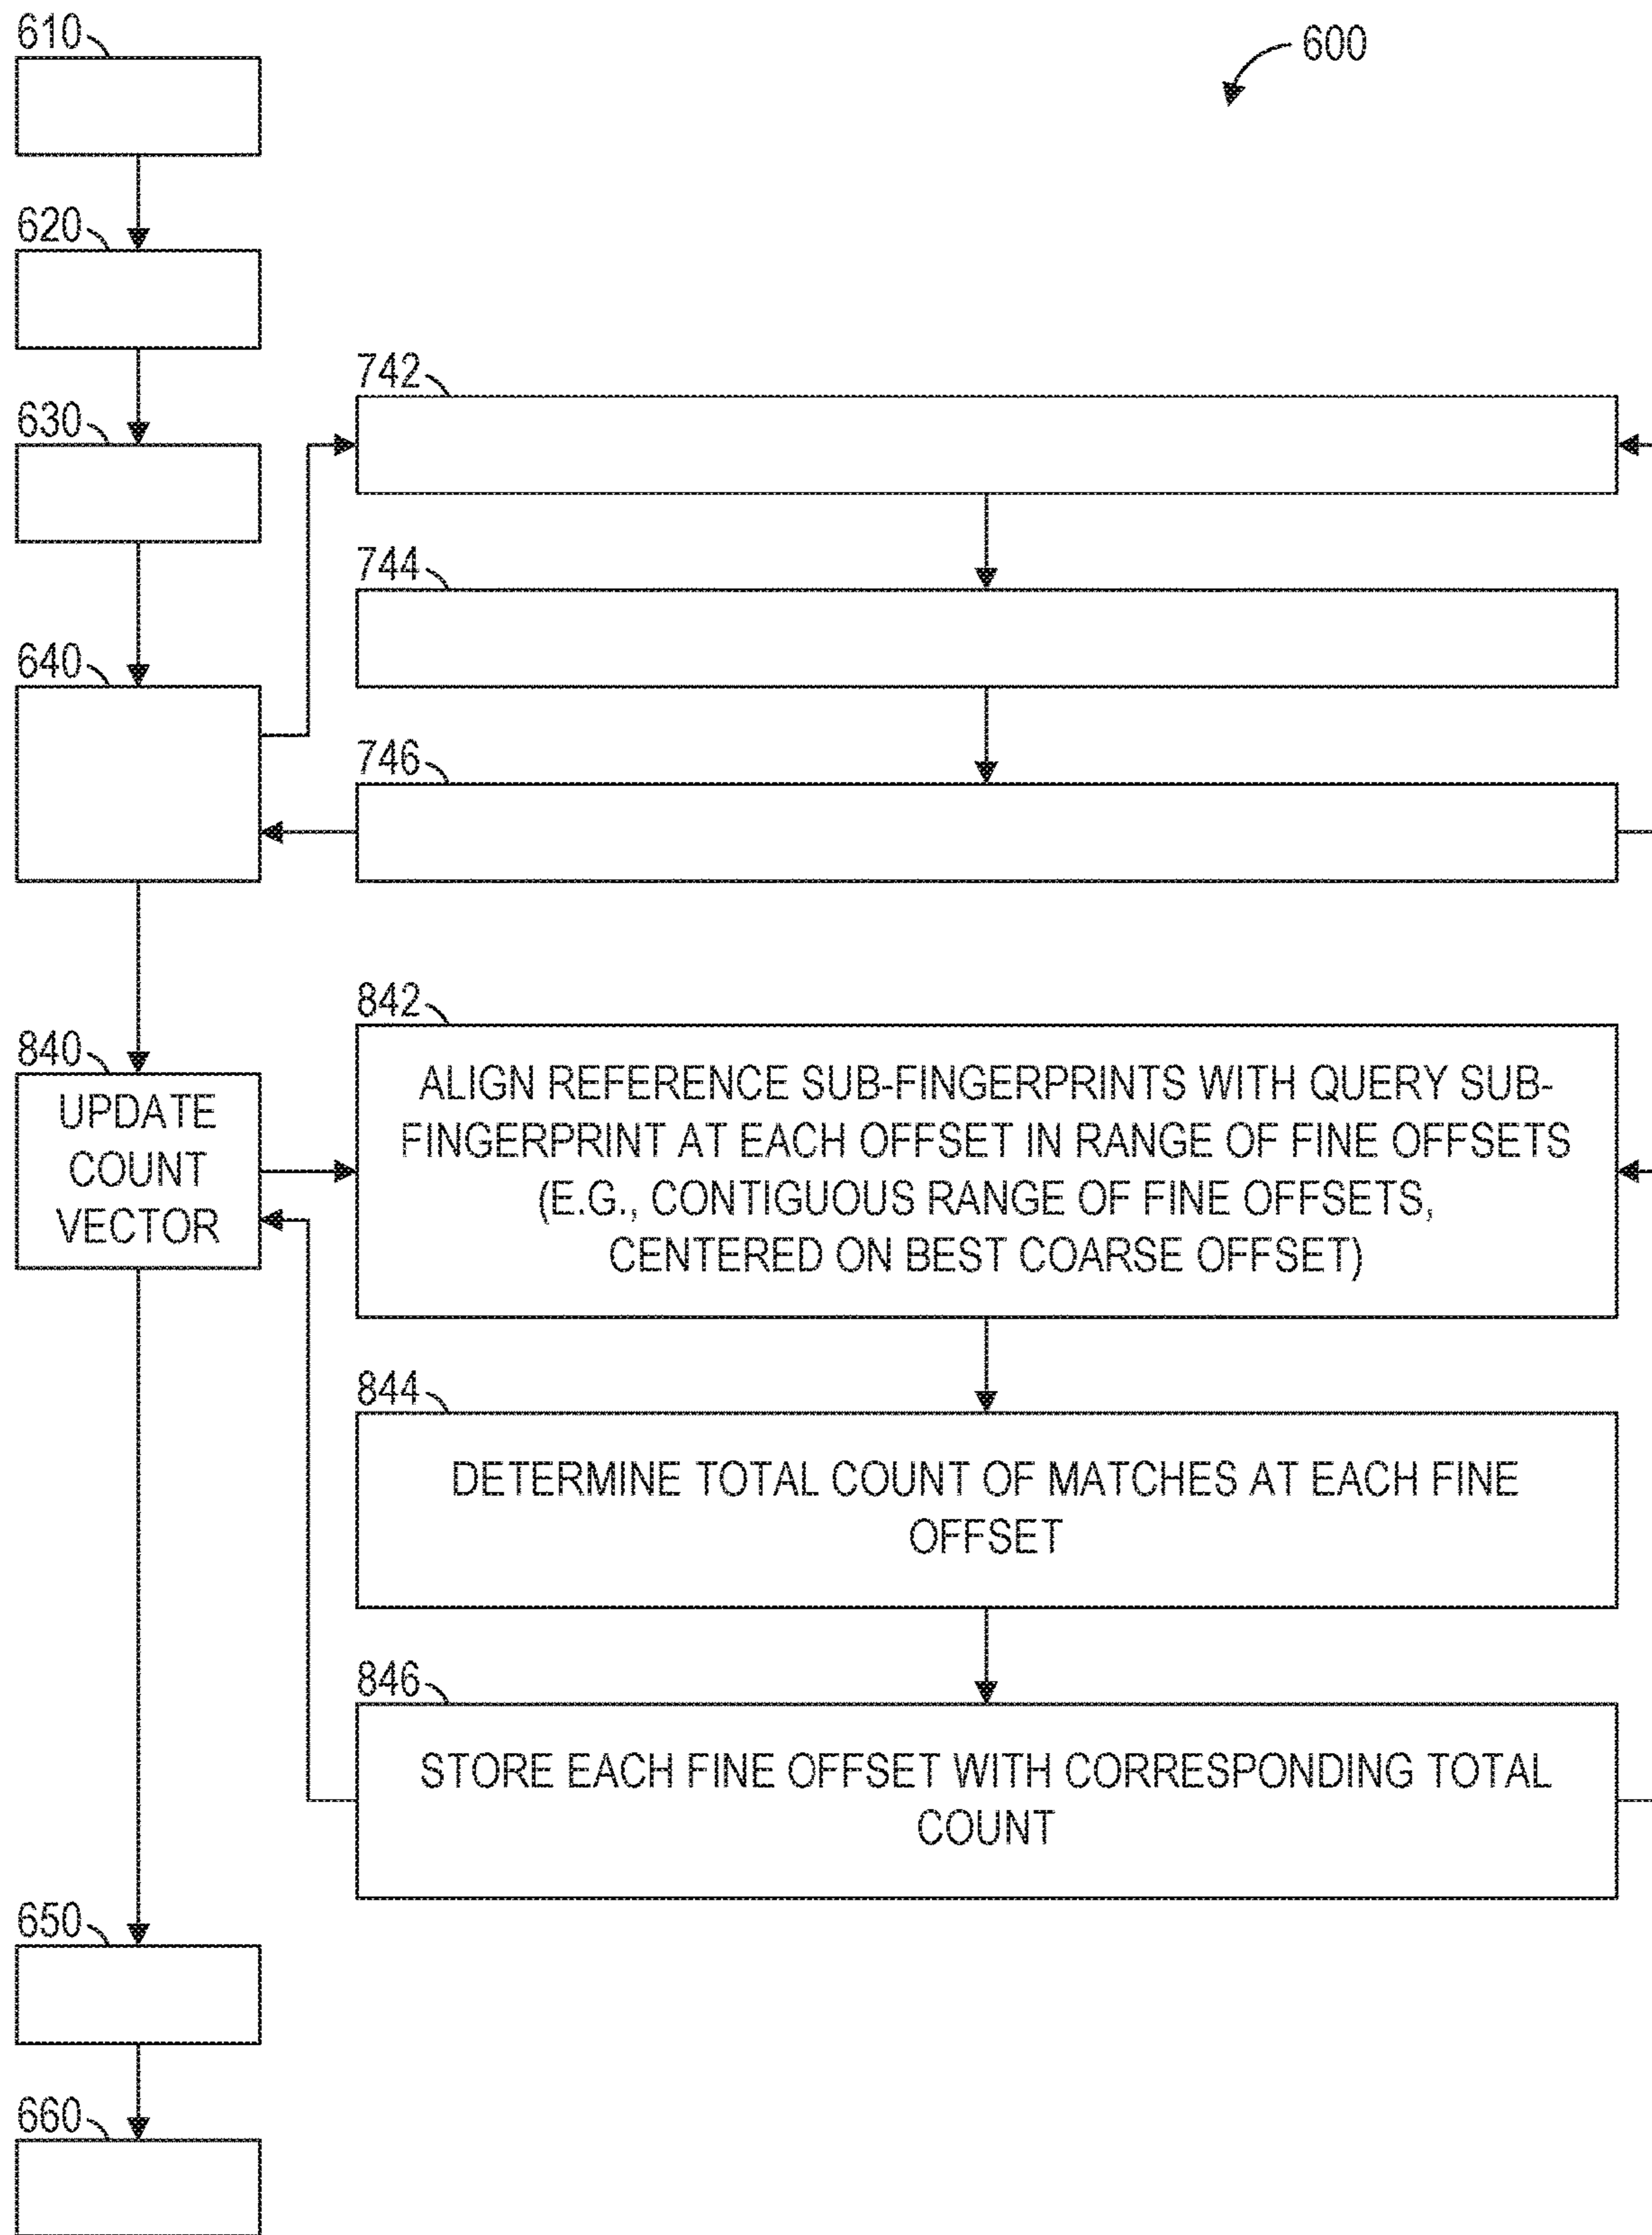 610
600
620
630
742
744
640
746
842
840
UPDATE
COUNT
VECTOR
ALIGN REFERENCE SUB-FINGERPRINTS WITH QUERY SUB-
FINGERPRINT AT EACH OFFSET IN RANGE OF FINE OFFSETS
(E.G., CONTIGUOUS RANGE OF FINE OFFSETS,
CENTERED ON BEST COARSE OFFSET)
844
DETERMINE TOTAL COUNT OF MATCHES AT EACH FINE
OFFSET
846
STORE EACH FINE OFFSET WITH CORRESPONDING TOTAL
COUNT
650
660